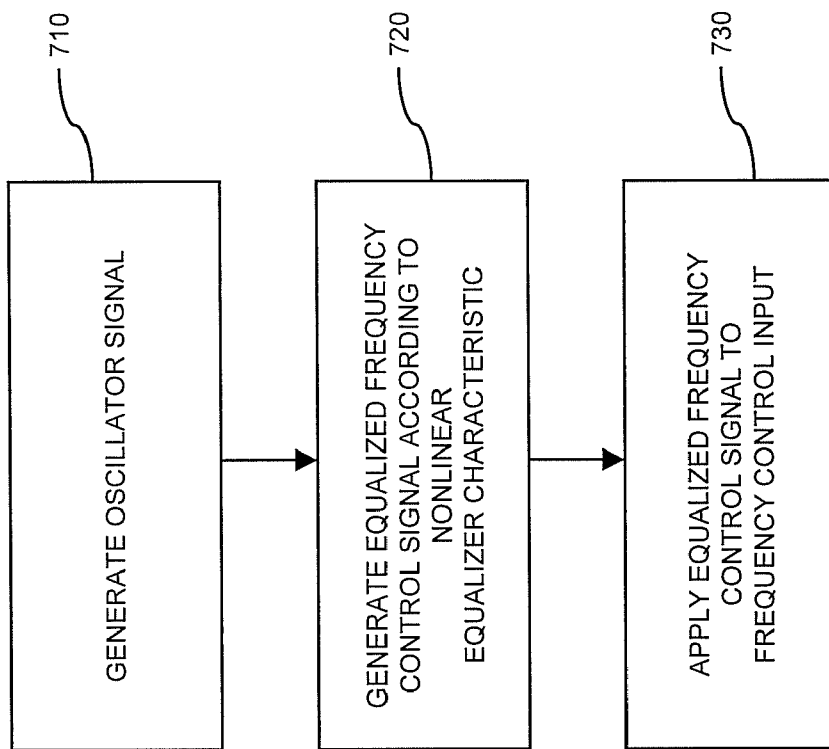 710
GENERATE OSCILLATOR SIGNAL
720
GENERATE EQUALIZED FREQUENCY
CONTROL SIGNAL ACCORDING TO
NONLINEAR
EQUALIZER CHARACTERISTIC
730
APPLY EQUALIZED FREQUENCY
CONTROL SIGNAL TO
FREQUENCY CONTROL INPUT